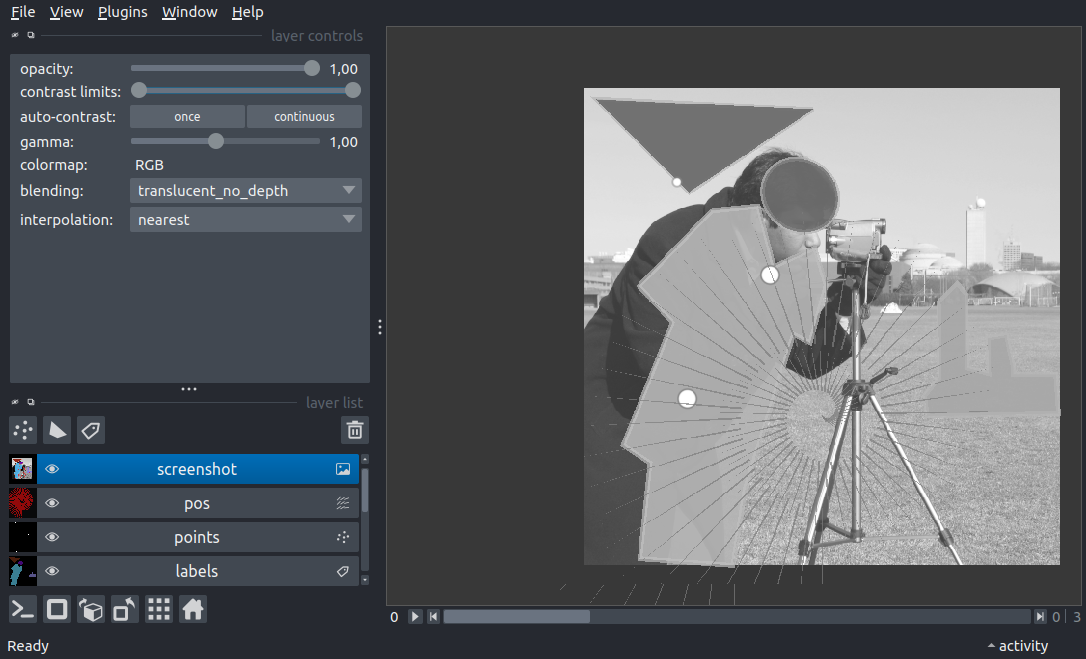 File View Plugins Window Help
layer controls
opacity: 1,00
contrast limits:
auto-contrast: once continuous
gamma: 1,00
colormap: RGB
blending: translucent_no_depth
interpolation: nearest
layer list
screenshot
pos
points
labels
0 0 3
Ready activity